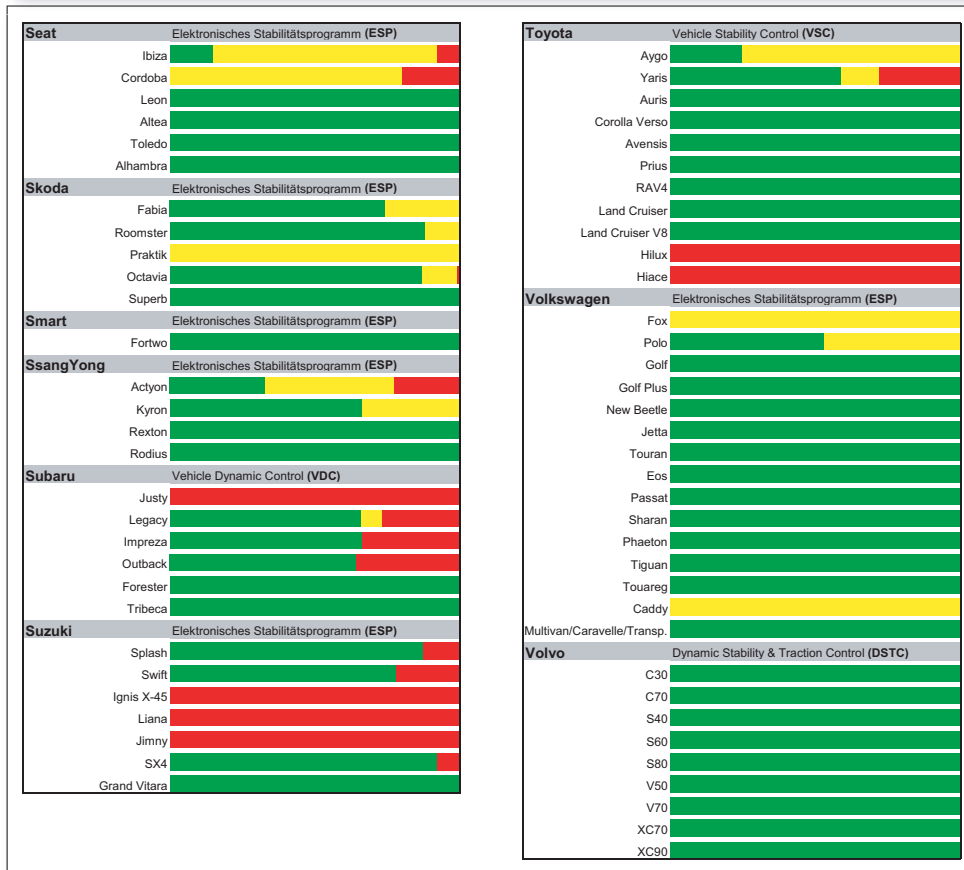 Seat Elektronisches Stabilitätsprogramm (ESP)
Ibiza
Cordoba
Leon
Altea
Toledo
Alhambra
Skoda Elektronisches Stabilitätsprogramm (ESP)
Fabia
Roomster
Praktik
Octavia
Superb
Smart Elektronisches Stabilitätsprogramm (ESP)
Fortwo
SsangYong Elektronisches Stabilitätsprogramm (ESP)
Actyon
Kyron
Rexton
Rodius
Subaru Vehicle Dynamic Control (VDC)
Justy
Legacy
Impreza
Outback
Forester
Tribeca
Suzuki Elektronisches Stabilitätsprogramm (ESP)
Splash
Swift
Ignis X-45
Liana
Jimny
SX4
Grand Vitara
Toyota Vehicle Stability Control (VSC)
Aygo
Yaris
Auris
Corolla Verso
Avensis
Prius
RAV4
Land Cruiser
Land Cruiser V8
Hilux
Hiace
Volkswagen Elektronisches Stabilitätsprogramm (ESP)
Fox
Polo
Golf
Golf Plus
New Beetle
Jetta
Touran
Eos
Passat
Sharan
Phaeton
Tiguan
Touareg
Caddy
Multivan/Caravelle/Transp.
Volvo Dynamic Stability & Traction Control (DSTC)
C30
C70
S40
S60
S80
V50
V70
XC70
XC90